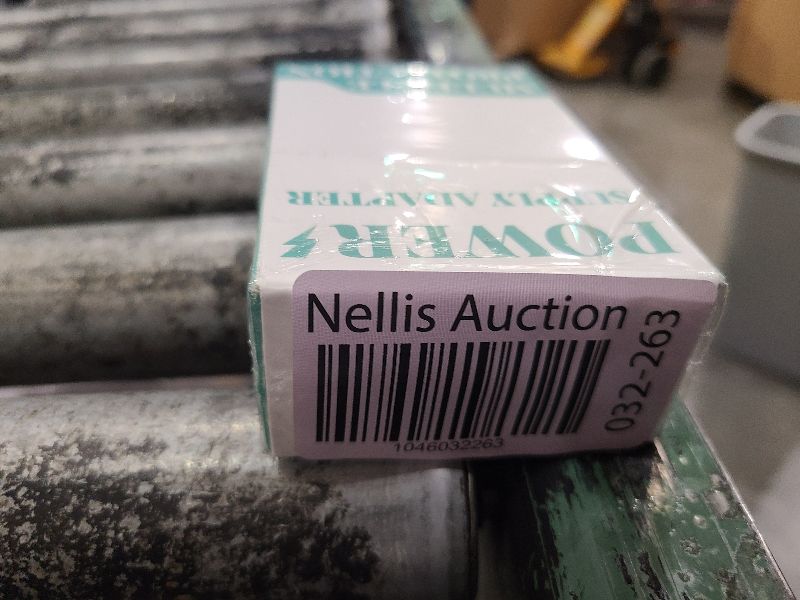 POWER
SUPPLY ADAPTER
Nellis Auction
1046032263
032-263